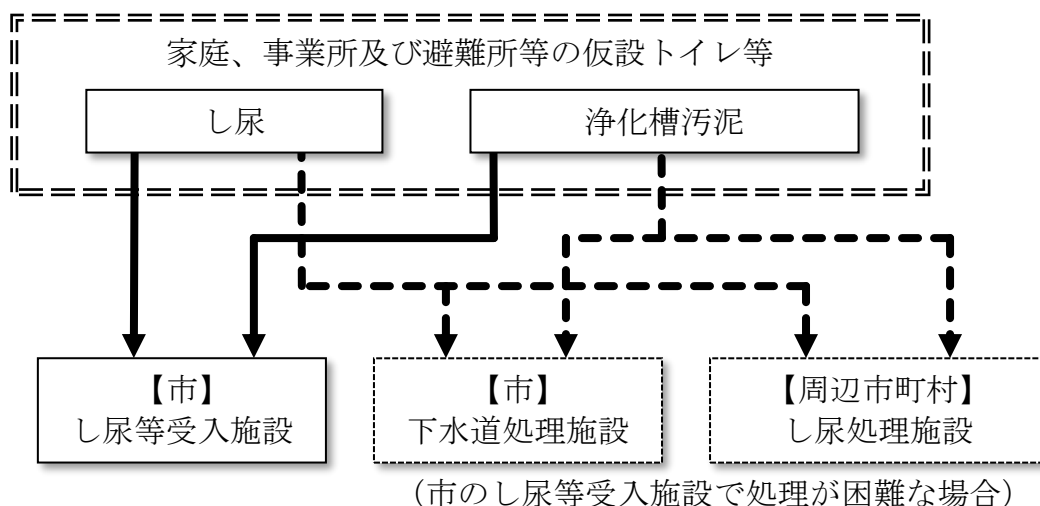 家庭、事業所及び避難所等の仮設トイレ等
し尿
浄化槽汚泥
【市】
し尿等受入施設
【市】
下水道処理施設
【周辺市町村】
し尿処理施設
（市のし尿等受入施設で処理が困難な場合）